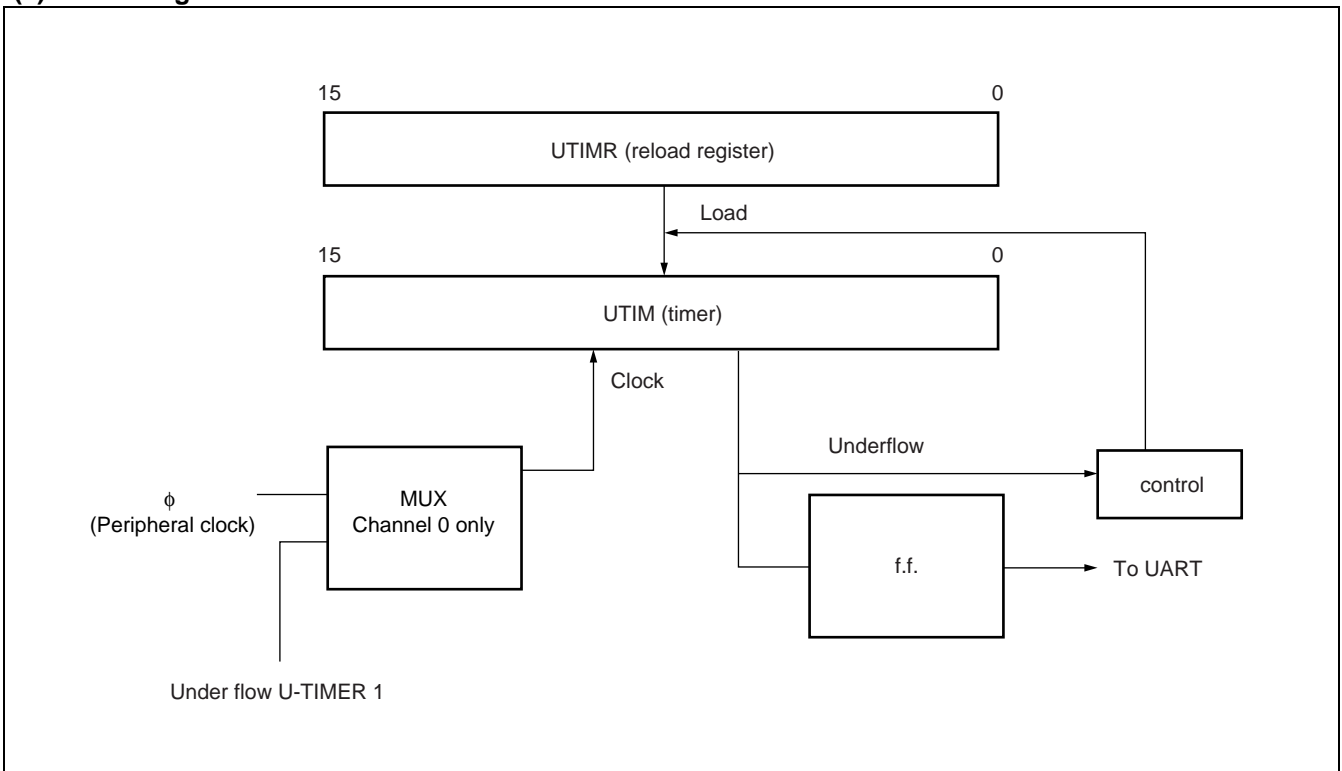 15 0
UTIMR (reload register)
Load
15 0
UTIM (timer)
Clock
Underflow
control
MUX
Channel 0 only
φ
(Peripheral clock)
f.f.
To UART
Under flow U-TIMER 1